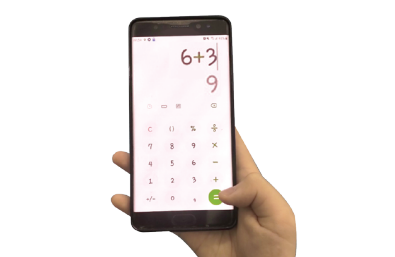 6+3
9
C () % ÷
7 8 9 ×
4 5 6 −
1 2 3 +
+/− 0 , =